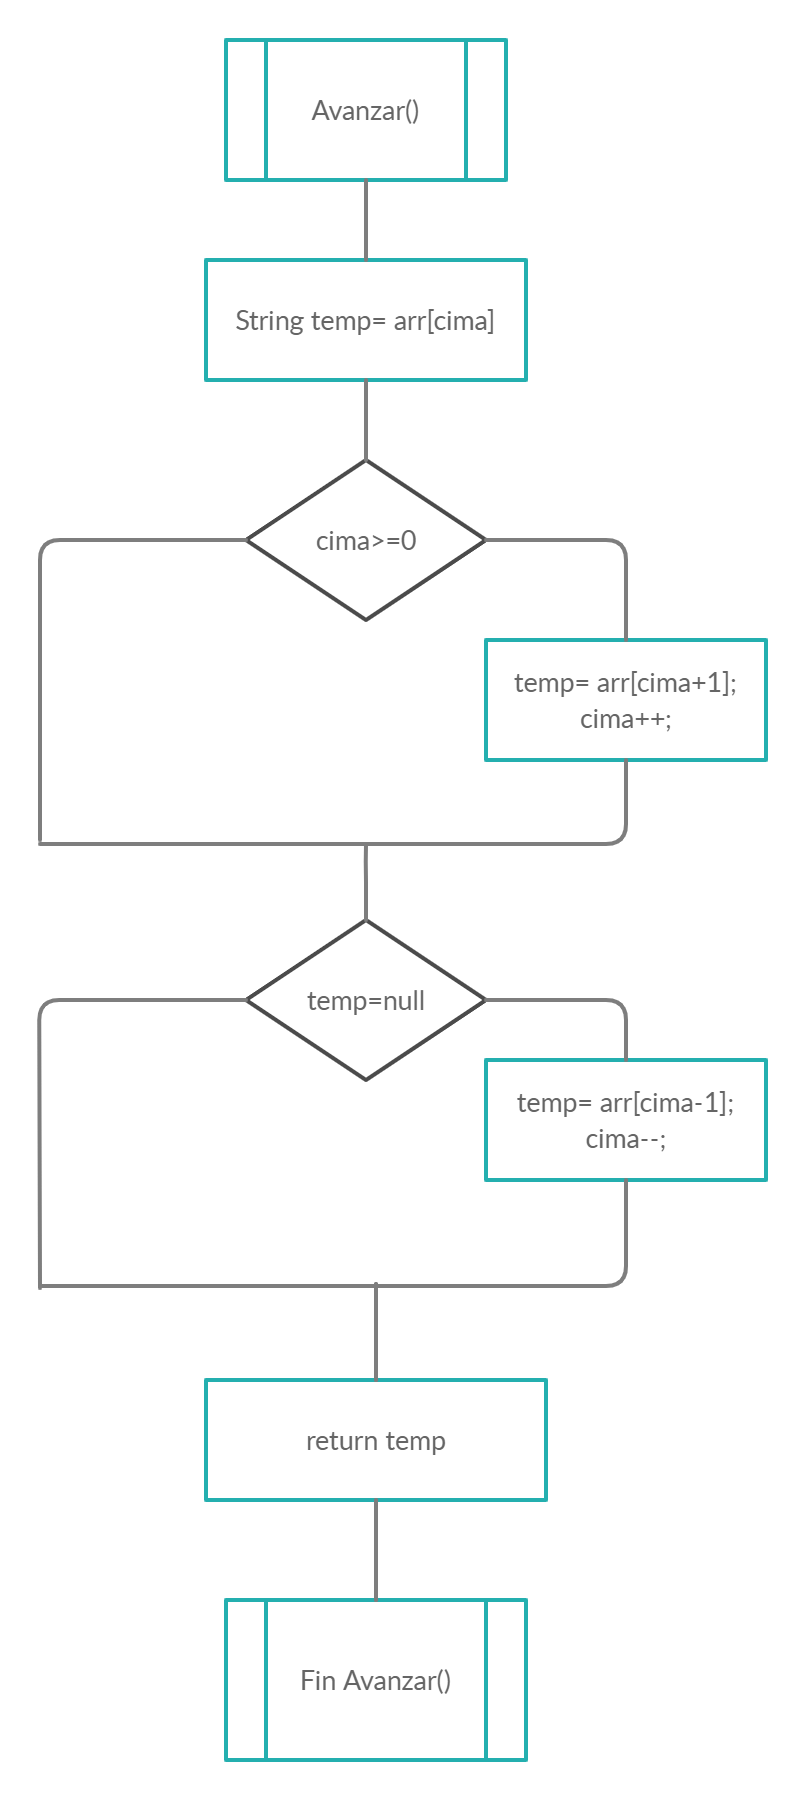 Avanzar()
String temp= arr[cima]
cima>=0
temp= arr[cima+1];
cima++;
temp=null
temp= arr[cima-1];
cima--;
return temp
Fin Avanzar()